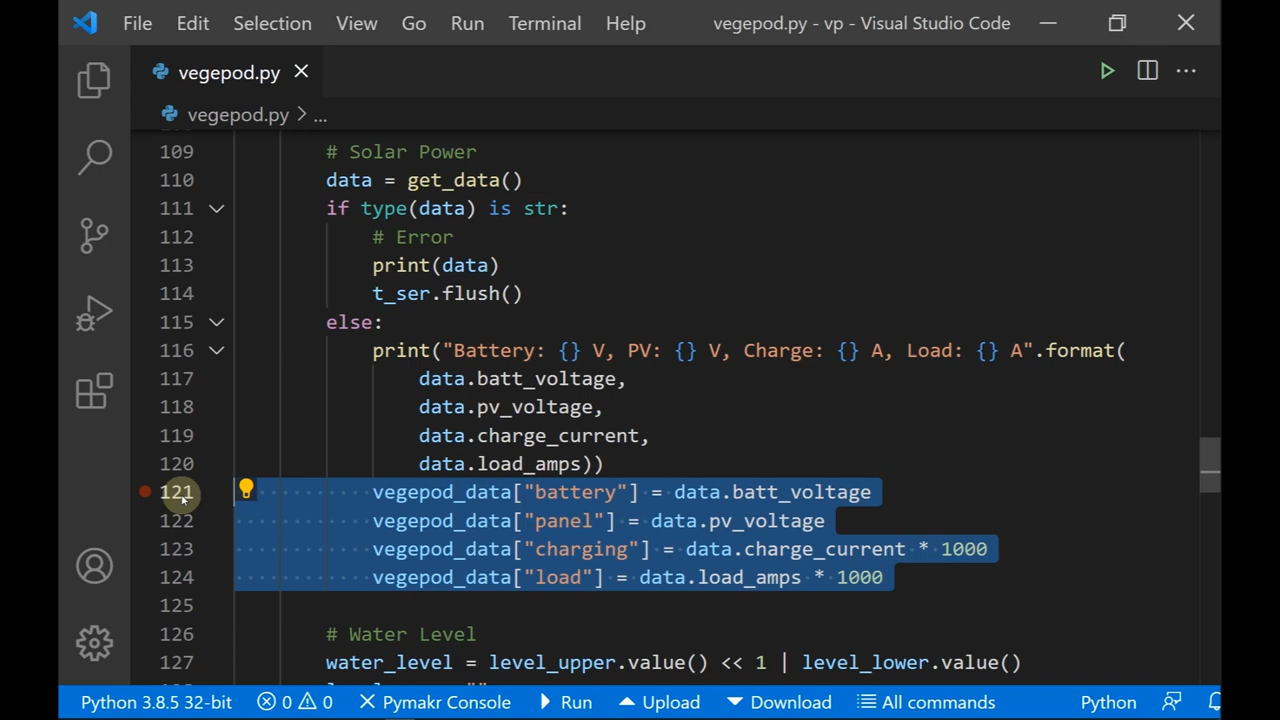 File Edit Selection View Go Run Terminal Help vegepod.py - vp - Visual Studio Code
vegepod.py
vegepod.py > ...
109 # Solar Power
110 data = get_data()
111 if type(data) is str:
112 # Error
113 print(data)
114 t_ser.flush()
115 else:
116 print("Battery: {} V, PV: {} V, Charge: {} A, Load: {} A".format(
117 data.batt_voltage,
118 data.pv_voltage,
119 data.charge_current,
120 data.load_amps))
121 vegepod_data["battery"] = data.batt_voltage
122 vegepod_data["panel"] = data.pv_voltage
123 vegepod_data["charging"] = data.charge_current * 1000
124 vegepod_data["load"] = data.load_amps * 1000
125
126 # Water Level
127 water_level = level_upper.value() << 1 | level_lower.value()
Python 3.8.5 32-bit 0 0 Pymakr Console Run Upload Download All commands Python